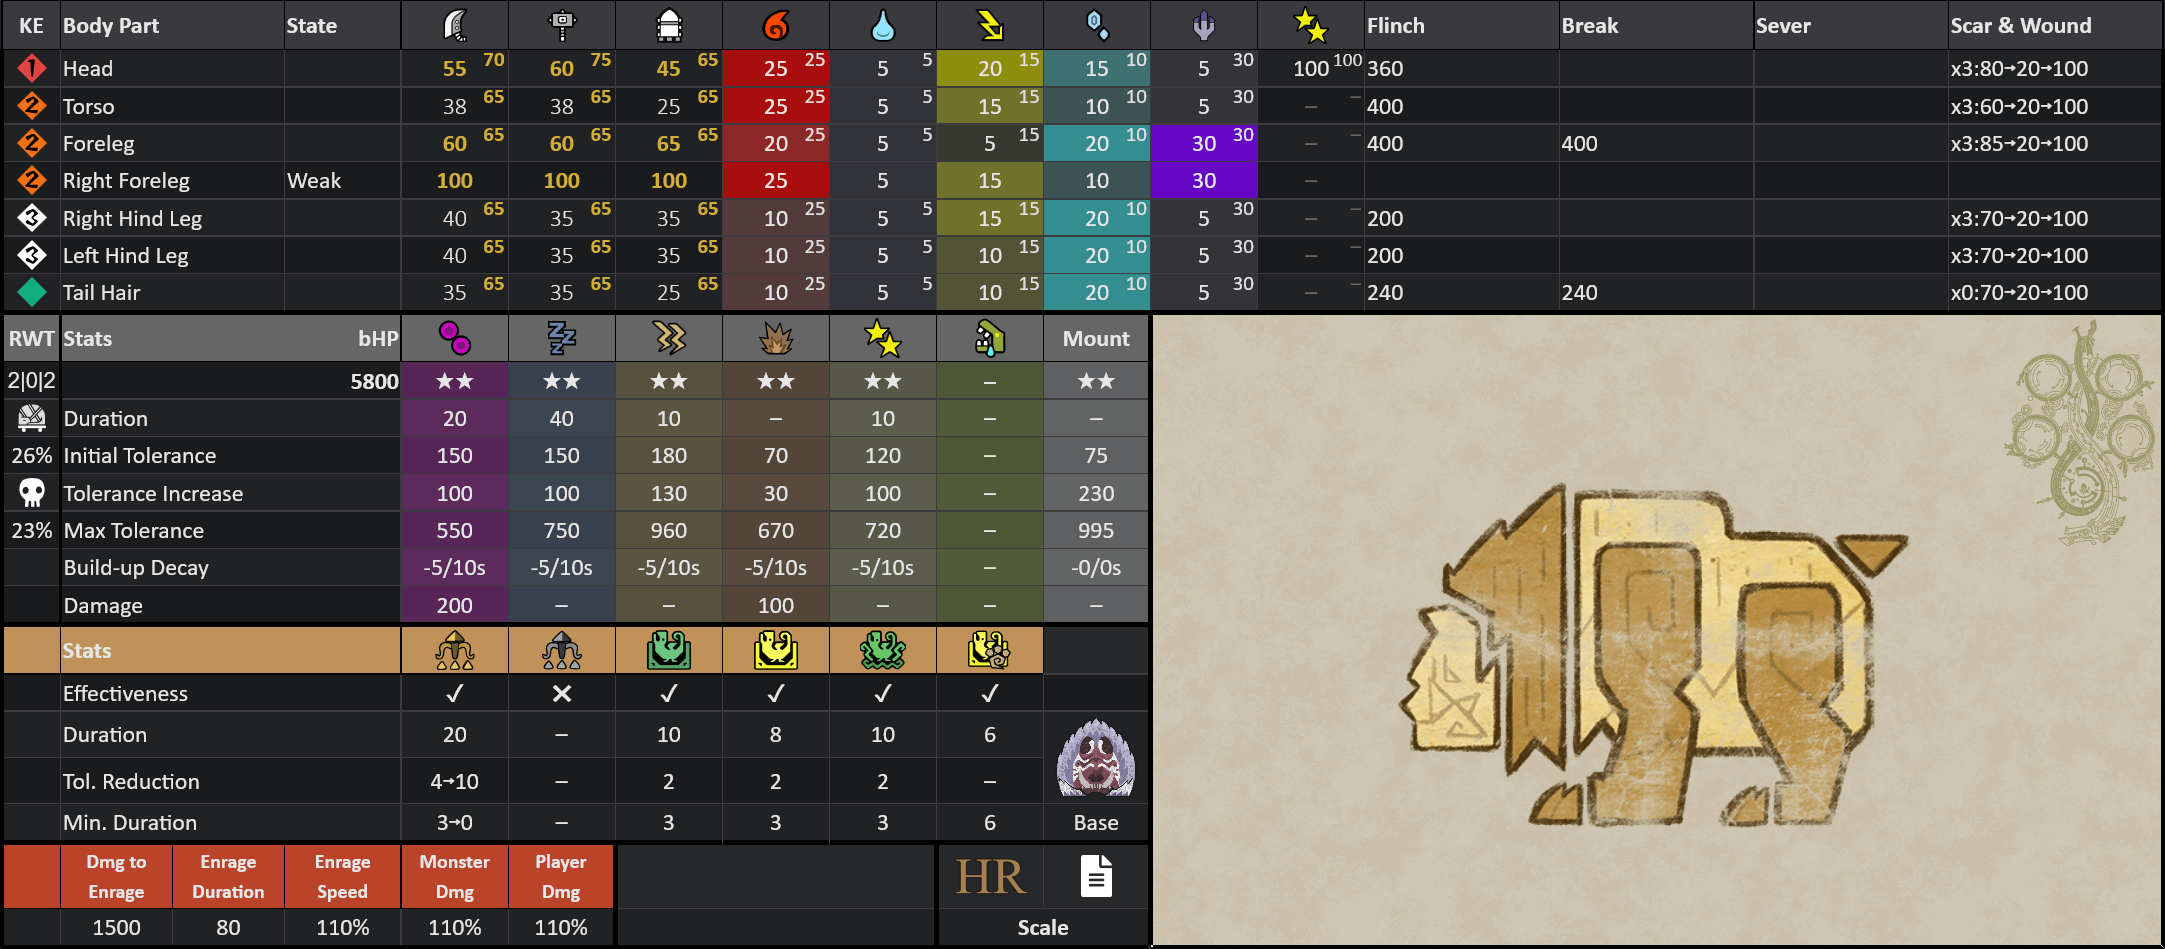 KE Body Part State Flinch Break Sever Scar & Wound
1 Head 55 70 60 75 45 65 25 25 5 5 20 15 15 10 5 30 100 100 360 x3:80→20→100
2 Torso 38 65 38 65 25 65 25 25 5 5 15 15 10 10 5 30 – – 400 x3:60→20→100
2 Foreleg 60 65 60 65 65 65 20 25 5 5 5 15 20 10 30 30 – – 400 400 x3:85→20→100
2 Right Foreleg Weak 100 100 100 25 5 15 10 30 –
3 Right Hind Leg 40 65 35 65 35 65 10 25 5 5 15 15 20 10 5 30 – – 200 x3:70→20→100
3 Left Hind Leg 40 65 35 65 35 65 10 25 5 5 10 15 20 10 5 30 – – 200 x3:70→20→100
Tail Hair 35 65 35 65 25 65 10 25 5 5 10 15 20 10 5 30 – – 240 240 x0:70→20→100
RWT Stats bHP Mount
2|0|2 5800 ★★ ★★ ★★ ★★ ★★ – ★★
Duration 20 40 10 – 10 – –
26% Initial Tolerance 150 150 180 70 120 – 75
Tolerance Increase 100 100 130 30 100 – 230
23% Max Tolerance 550 750 960 670 720 – 995
Build-up Decay -5/10s -5/10s -5/10s -5/10s -5/10s – -0/0s
Damage 200 – – 100 – – –
Stats
Effectiveness ✓ ✕ ✓ ✓ ✓ ✓
Duration 20 – 10 8 10 6
Tol. Reduction 4→10 – 2 2 2 –
Min. Duration 3→0 – 3 3 3 6 Base
Dmg to Enrage Monster Player
Enrage Duration Speed Dmg Dmg
Enrage
HR
1500 80 110% 110% 110% Scale